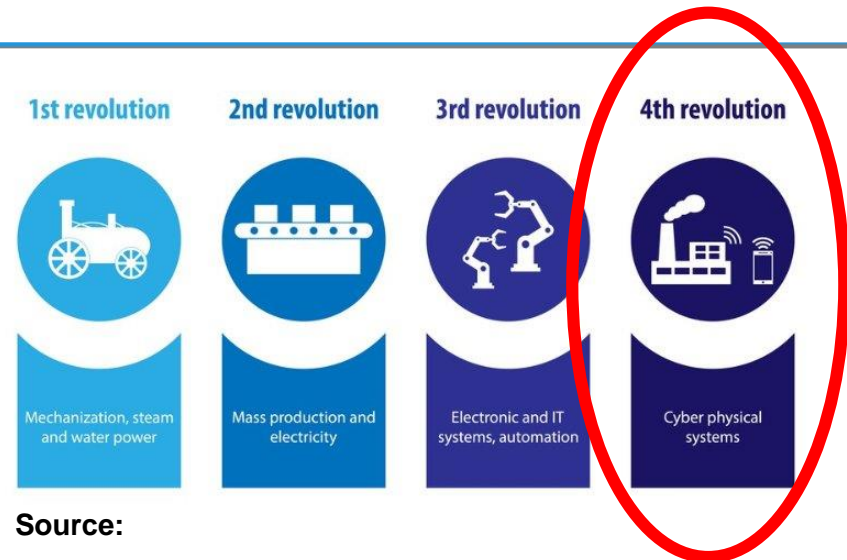 1st revolution
2nd revolution
3rd revolution
4th revolution
Mechanization, steam
and water power
Mass production and
electricity
Electronic and IT
systems, automation
Cyber physical
systems
Source: